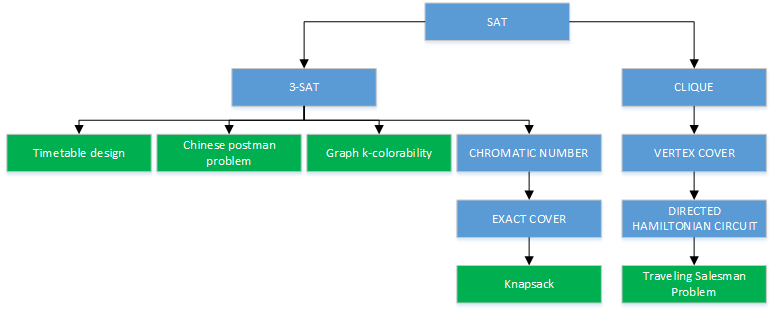 SAT
3-SAT
CLIQUE
Timetable design
Chinese postman
problem
Graph k-colorability
CHROMATIC NUMBER
VERTEX COVER
EXACT COVER
DIRECTED
HAMILTONIAN CIRCUIT
Knapsack
Traveling Salesman
Problem